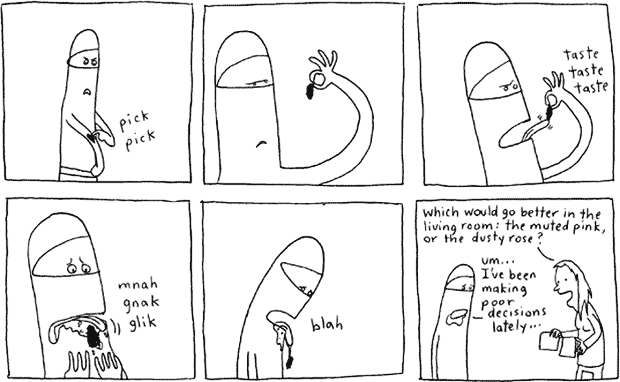 pick
pick
taste
taste
taste
mnah
gnak
glik
blah
Which would go better in the
living room: the muted pink,
or the dusty rose?
um...
I've been
making
poor
decisions
lately...